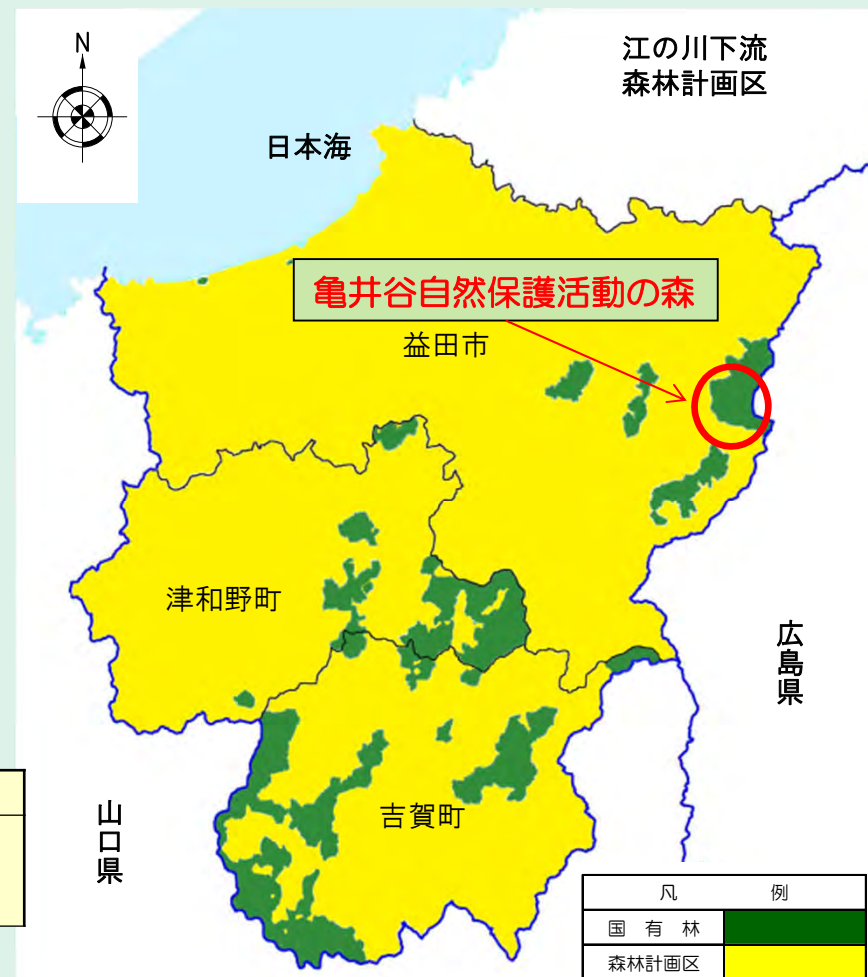 N
江の川下流
森林計画区
日本海
亀井谷自然保護活動の森
益田市
津和野町
広島県
吉賀町
山口県
凡 例
国 有 林
森林計画区